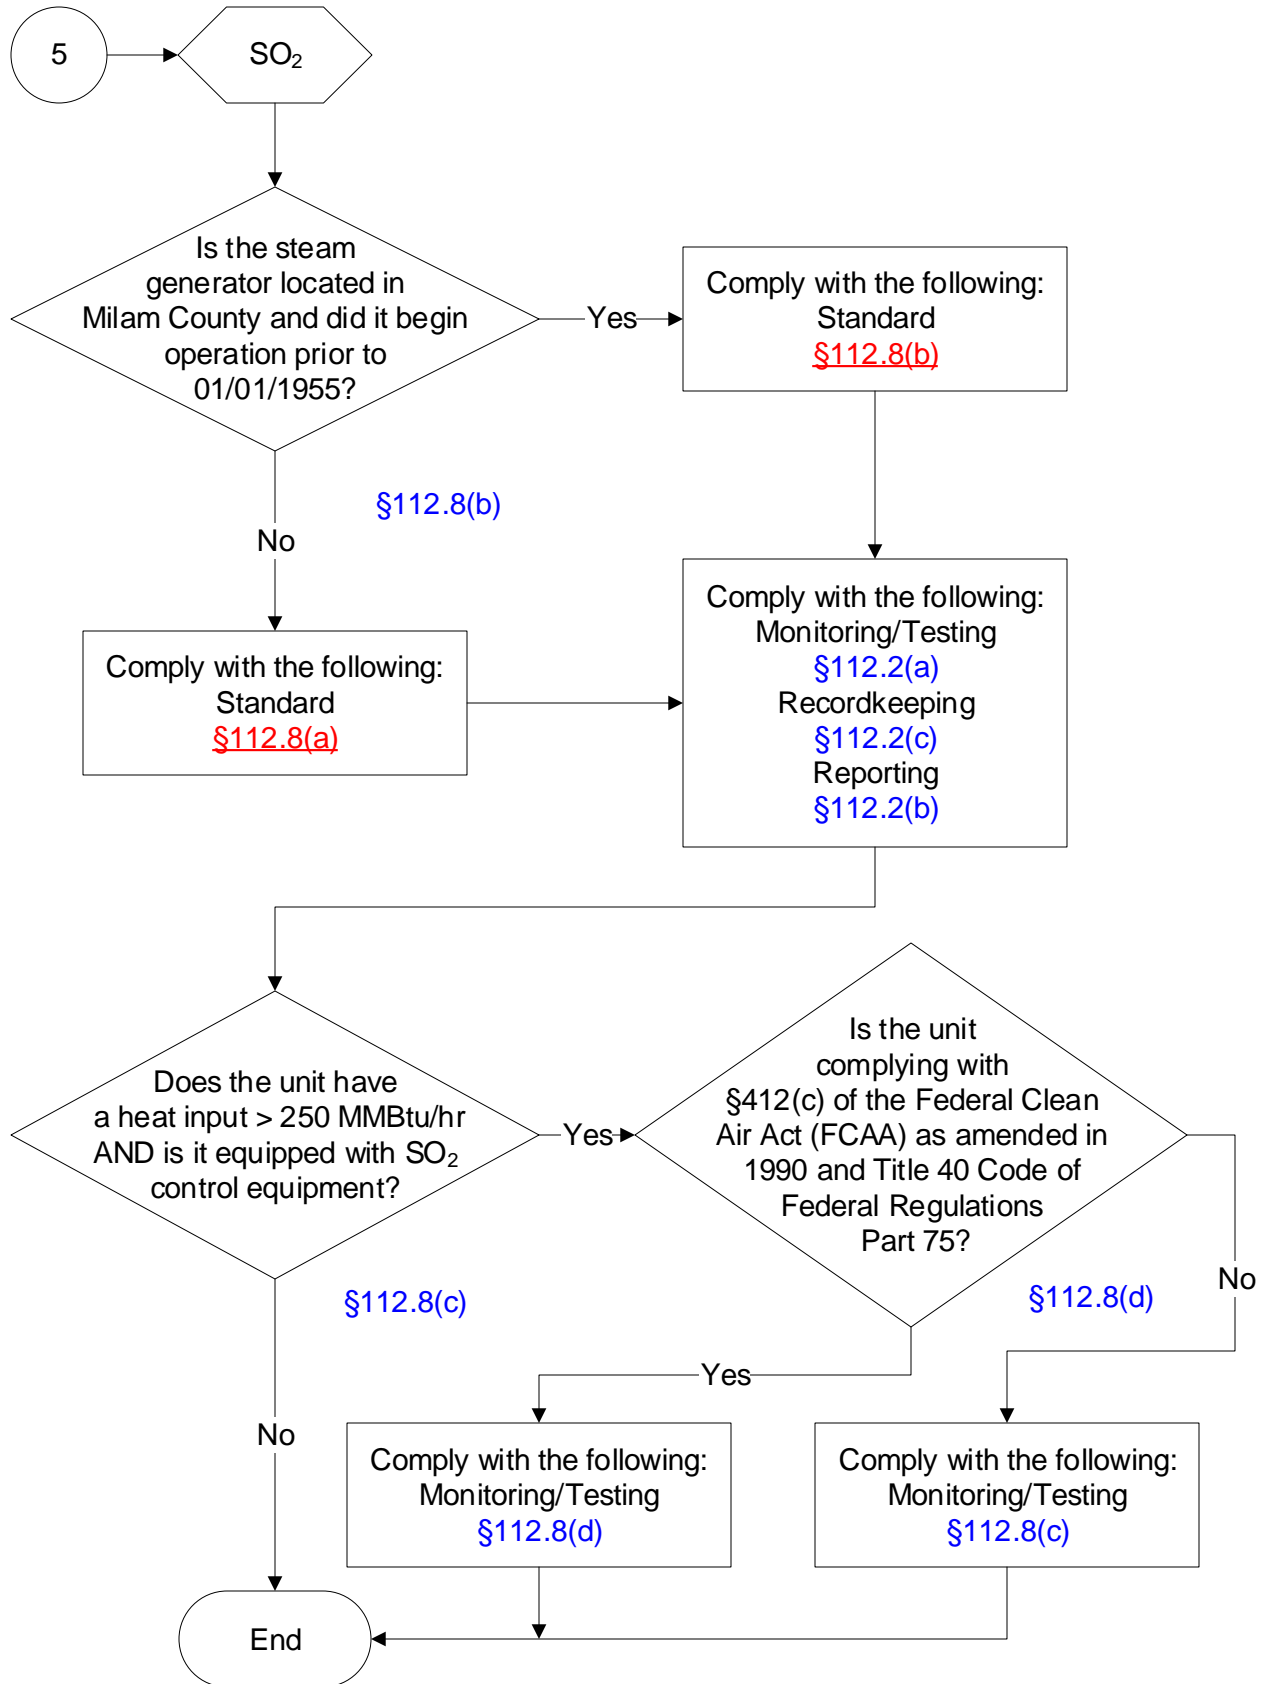 5
SO₂
Is the steam
generator located in
Milam County and did it begin
operation prior to
01/01/1955?
Yes
Comply with the following:
Standard
§112.8(b)
§112.8(b)
No
Comply with the following:
Standard
§112.8(a)
Comply with the following:
Monitoring/Testing
§112.2(a)
Recordkeeping
§112.2(c)
Reporting
§112.2(b)
Does the unit have
a heat input > 250 MMBtu/hr
AND is it equipped with SO₂
control equipment?
Yes
Is the unit
complying with
§412(c) of the Federal Clean
Air Act (FCAA) as amended in
1990 and Title 40 Code of
Federal Regulations
Part 75?
§112.8(c)
§112.8(d)
No
Yes
No
Comply with the following:
Monitoring/Testing
§112.8(d)
Comply with the following:
Monitoring/Testing
§112.8(c)
End